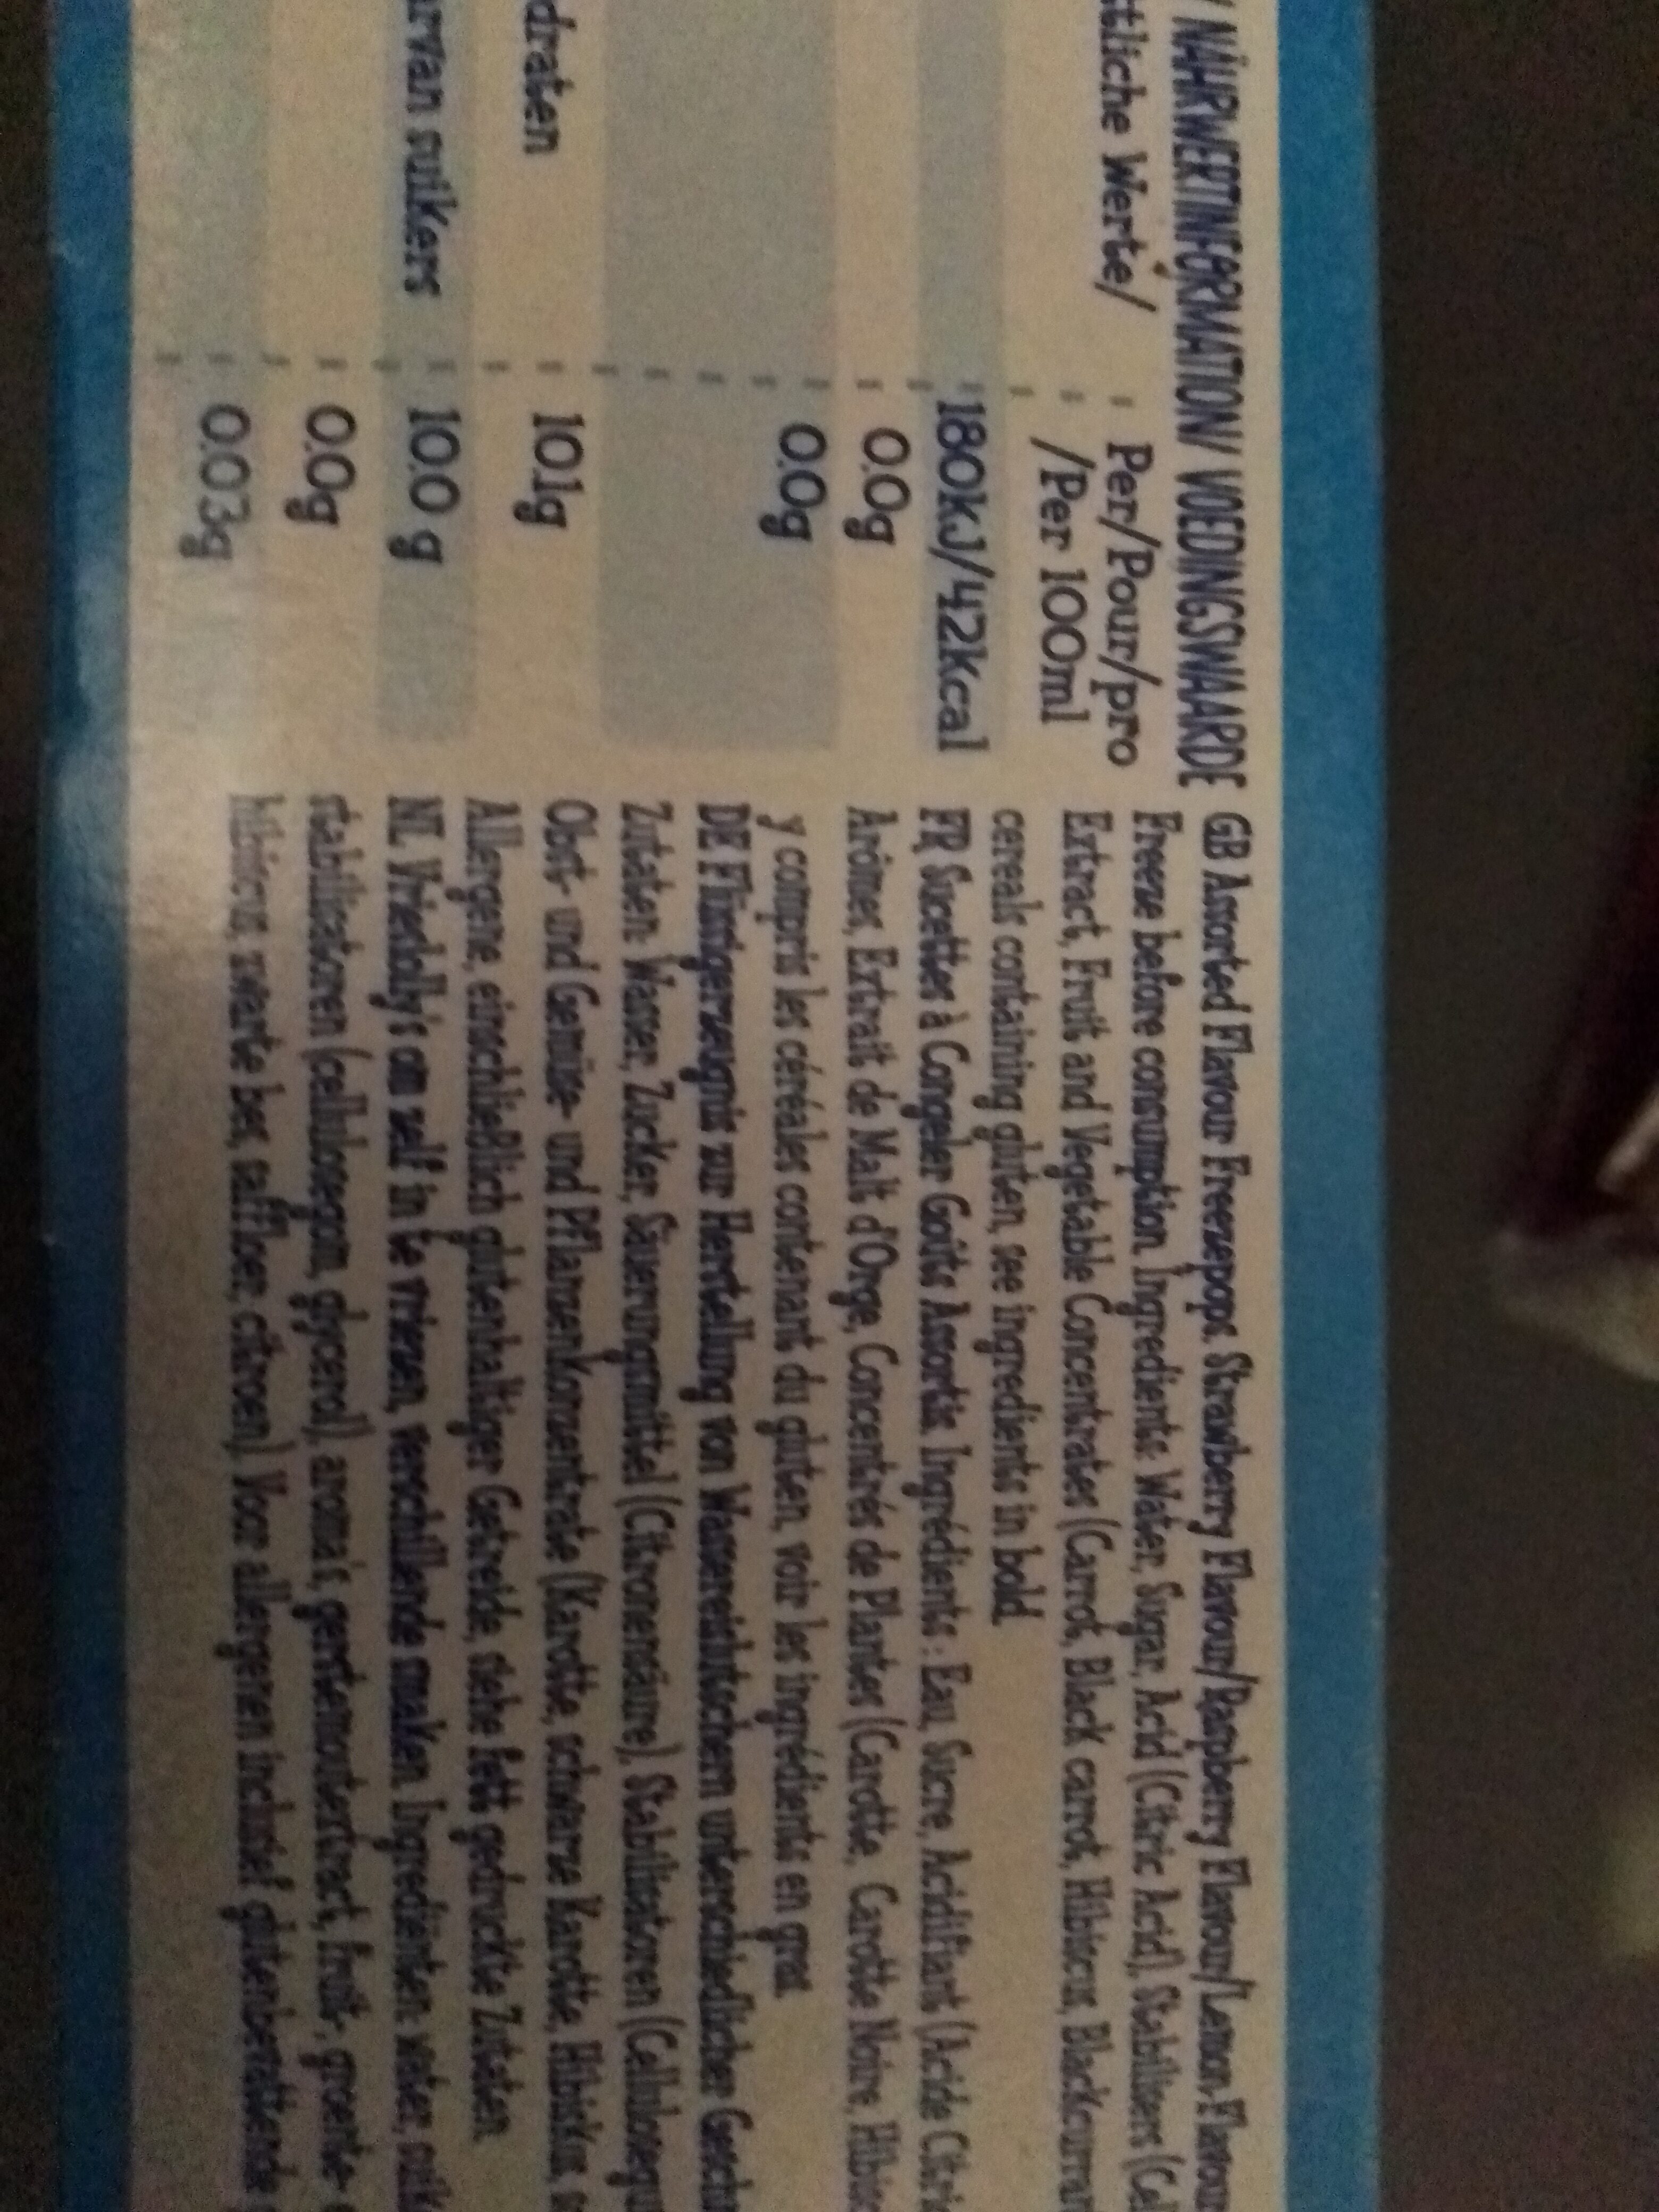 / NÄHRWERTINFORMATION/ VOEDINGSWAARDE
ttliche Werte/
Per/Pour/pro
/Per 100ml
180kJ/42kcal
0.0g
0.0g
draten 10.1g
arvan suikers 10.0 g
0.0g
0.03g
GB Assorted Flavour Freezepops. Strawberry Flavour/Raspberry Flavour/Lemon Flavour
Freeze before consumption. Ingredients: Water, Sugar, Acid (Citric Acid), Stabilisers (Cel
Extract, Fruit and Vegetable Concentrates (Carrot, Black carrot, Hibiscus, Blackcurran
cereals containing gluten, see ingredients in bold.
FR Sucettes à Congeler Goûts Assortis. Ingrédients : Eau, Sucre, Acidifiant (Acide Citri
Arômes, Extrait de Malt d'Orge, Concentrés de Plantes (Carotte, Carotte Noire, Hibis
y compris les céréales contenant du gluten, voir les ingrédients en gras
DE Flüssigerzeugnis zur Herstellung von Wassereislutschern unterschiedlicher Gesch
Zutaten: Wasser, Zucker, Säuerungsmittel (Citronensäure), Stabilisatoren (Cellulosegu
Obst- und Gemüse- und Pflanzenkonzentrate (Karotte, schwarze Karotte, Hibiskus, s
Allergene, einschließlich glutenhaltiger Getreide, siehe fett gedruckte Zutaten.
NL Vrieslolly's om zelf in te vriezen, verschillende smaken. Ingrediënten: water, suik
stabilisatoren (cellulosegom, glycerol), aroma's, gerstemoutextract, fruit-, groente-
hibiscus, zwarte bes, saffloer, citroen). Voor allergenen inclusief glutenbevattende